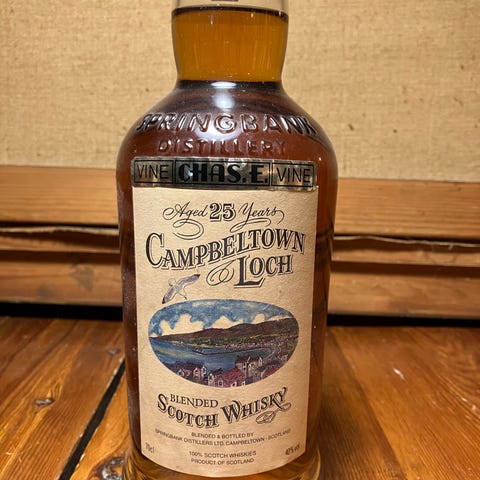 SPRINGBANK
DISTILLERY
VINE CHAS.E. VINE
Aged 25 Years
CAMPBELTOWN
LOCH
BLENDED
SCOTCH WHISKY
BLENDED & BOTTLED BY
SPRINGBANK DISTILLERS LTD. CAMPBELTOWN · SCOTLAND
70cl 100% SCOTCH WHISKIES 40% vol
PRODUCT OF SCOTLAND